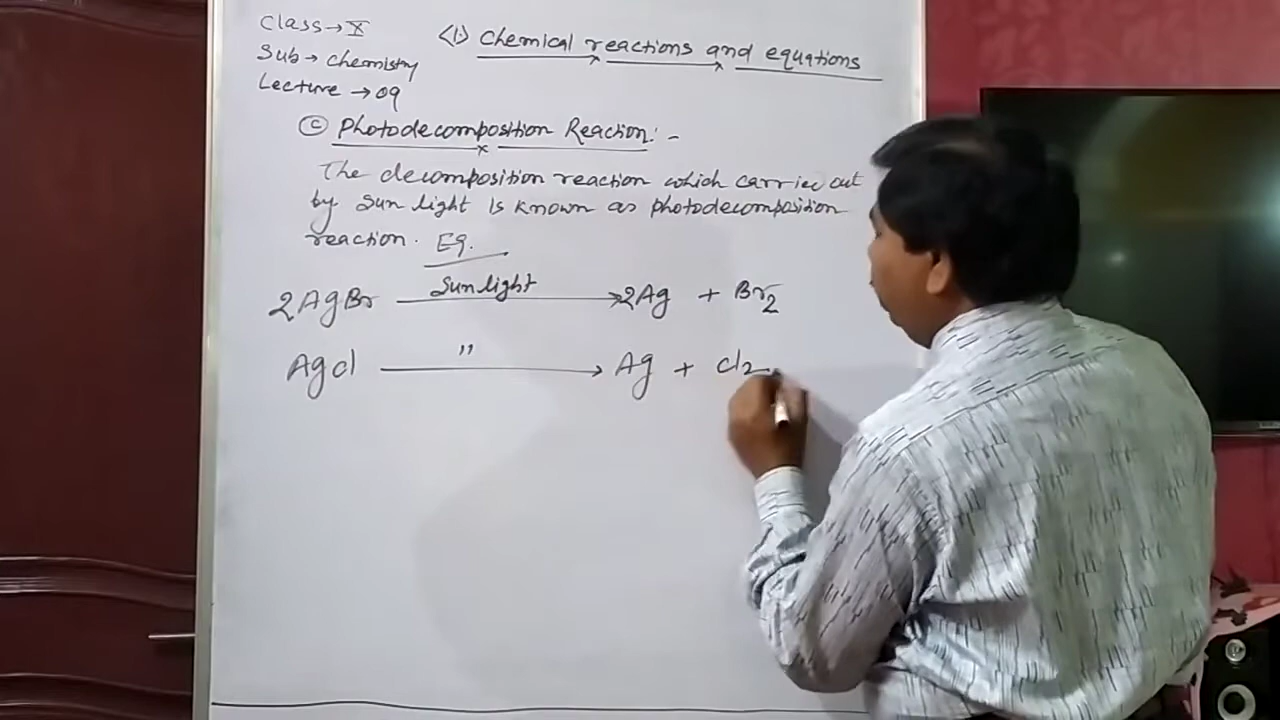 Class → X
Sub → chemistry
Lecture → 09
<1> Chemical reactions and equations
(C) Photodecomposition Reaction: -
The decomposition reaction which carried out
by Sun light is known as photodecomposition
reaction. Eg.
2AgBr Sunlight → 2Ag + Br2
Agcl " → Ag + Cl2